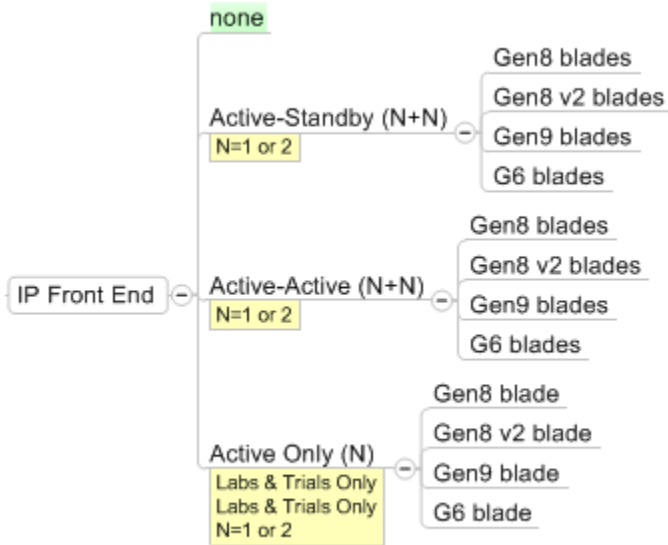 none
Active-Standby (N+N)
N=1 or 2
Gen8 blades
Gen8 v2 blades
Gen9 blades
G6 blades
IP Front End
Active-Active (N+N)
N=1 or 2
Gen8 blades
Gen8 v2 blades
Gen9 blades
G6 blades
Active Only (N)
Labs & Trials Only
Labs & Trials Only
N=1 or 2
Gen8 blade
Gen8 v2 blade
Gen9 blade
G6 blade